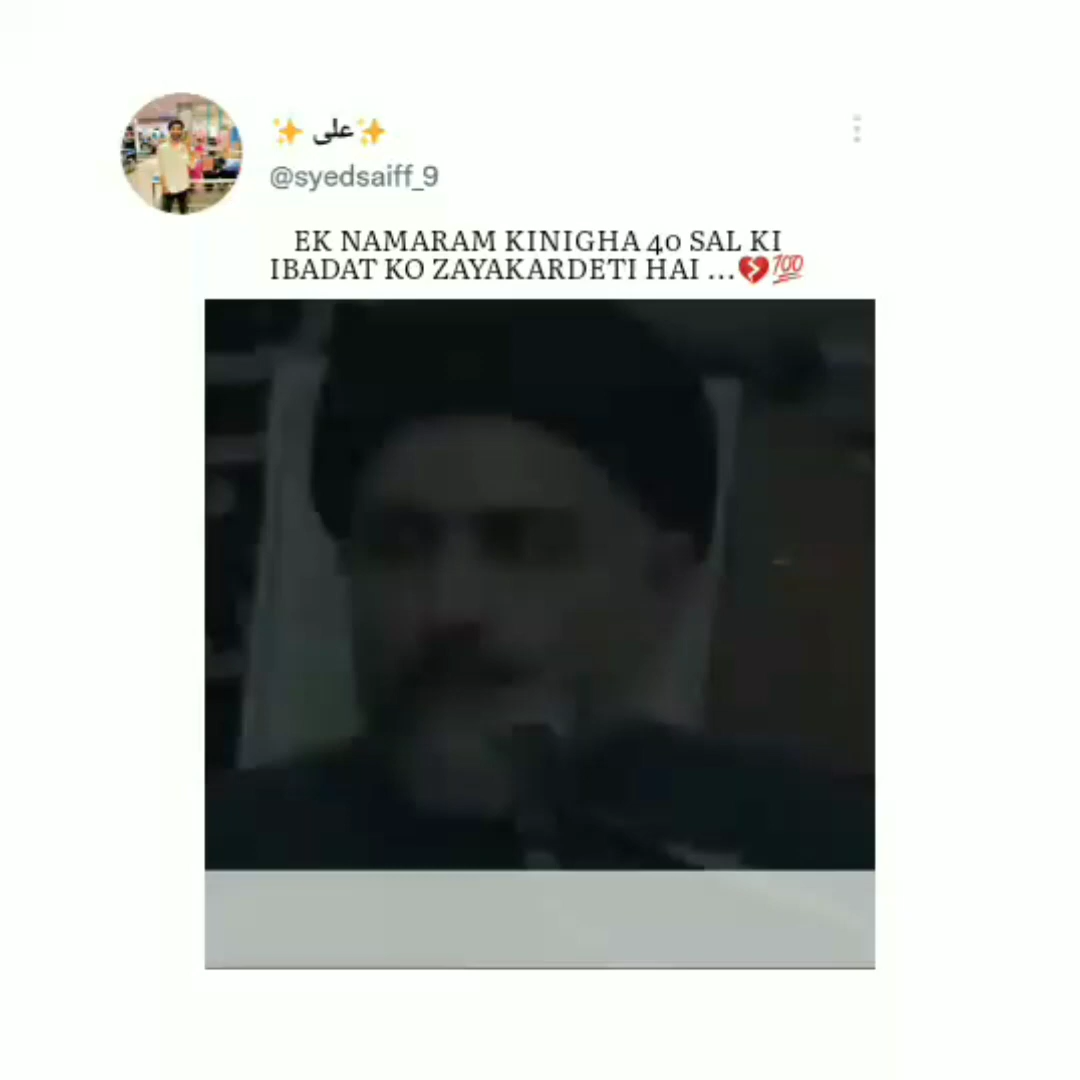 ✨علی✨
@syedsaiff_9
EK NAMARAM KINIGHA 40 SAL KI
IBADAT KO ZAYAKARDETI HAI ...💔💯